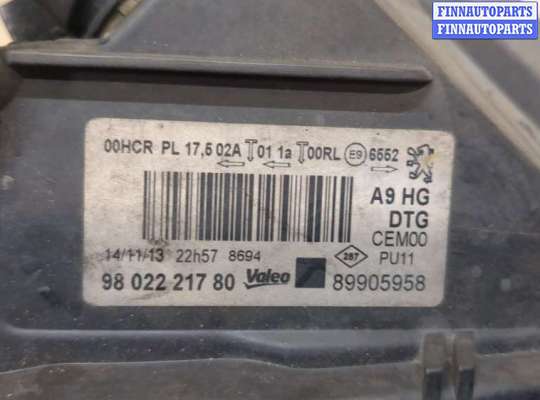 FINNAUTOPARTS
FINNAUTOPARTS
00HCR PL 17,5 02A 01 1a 00RL E9 6552
A9 HG
DTG
CEM00
14/11/13 22h57 8694 287 PU11
98 022 217 80 Valeo 89905958